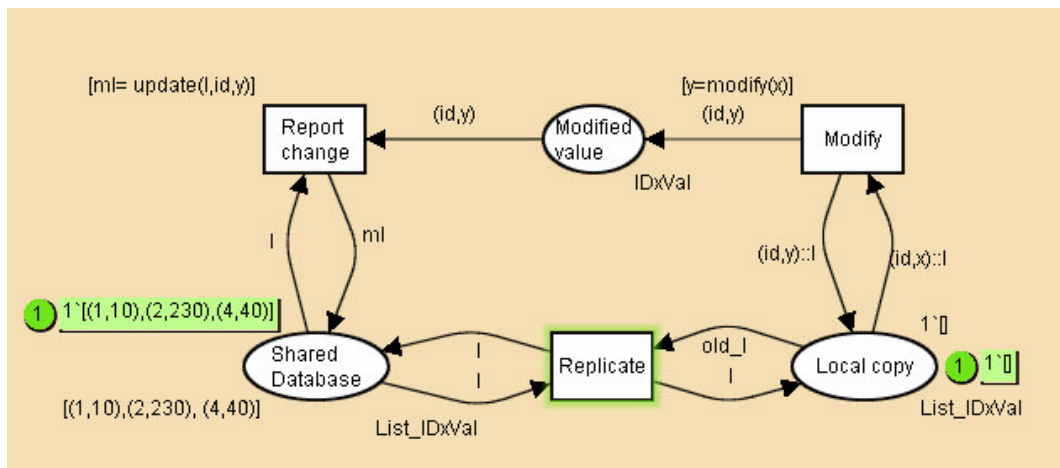 [ml= update(l,id,y)]
[y=modify(x)]
(id,y)
(id,y)
Report
change
Modified
value
Modify
IDxVal
l
ml
(id,y)::l
(id,x)::l
1
1`[(1,10),(2,230),(4,40)]
1`[]
l
old_l
Shared
Database
Replicate
Local copy
1
1`[]
l
l
[(1,10),(2,230), (4,40)]
List_IDxVal
List_IDxVal